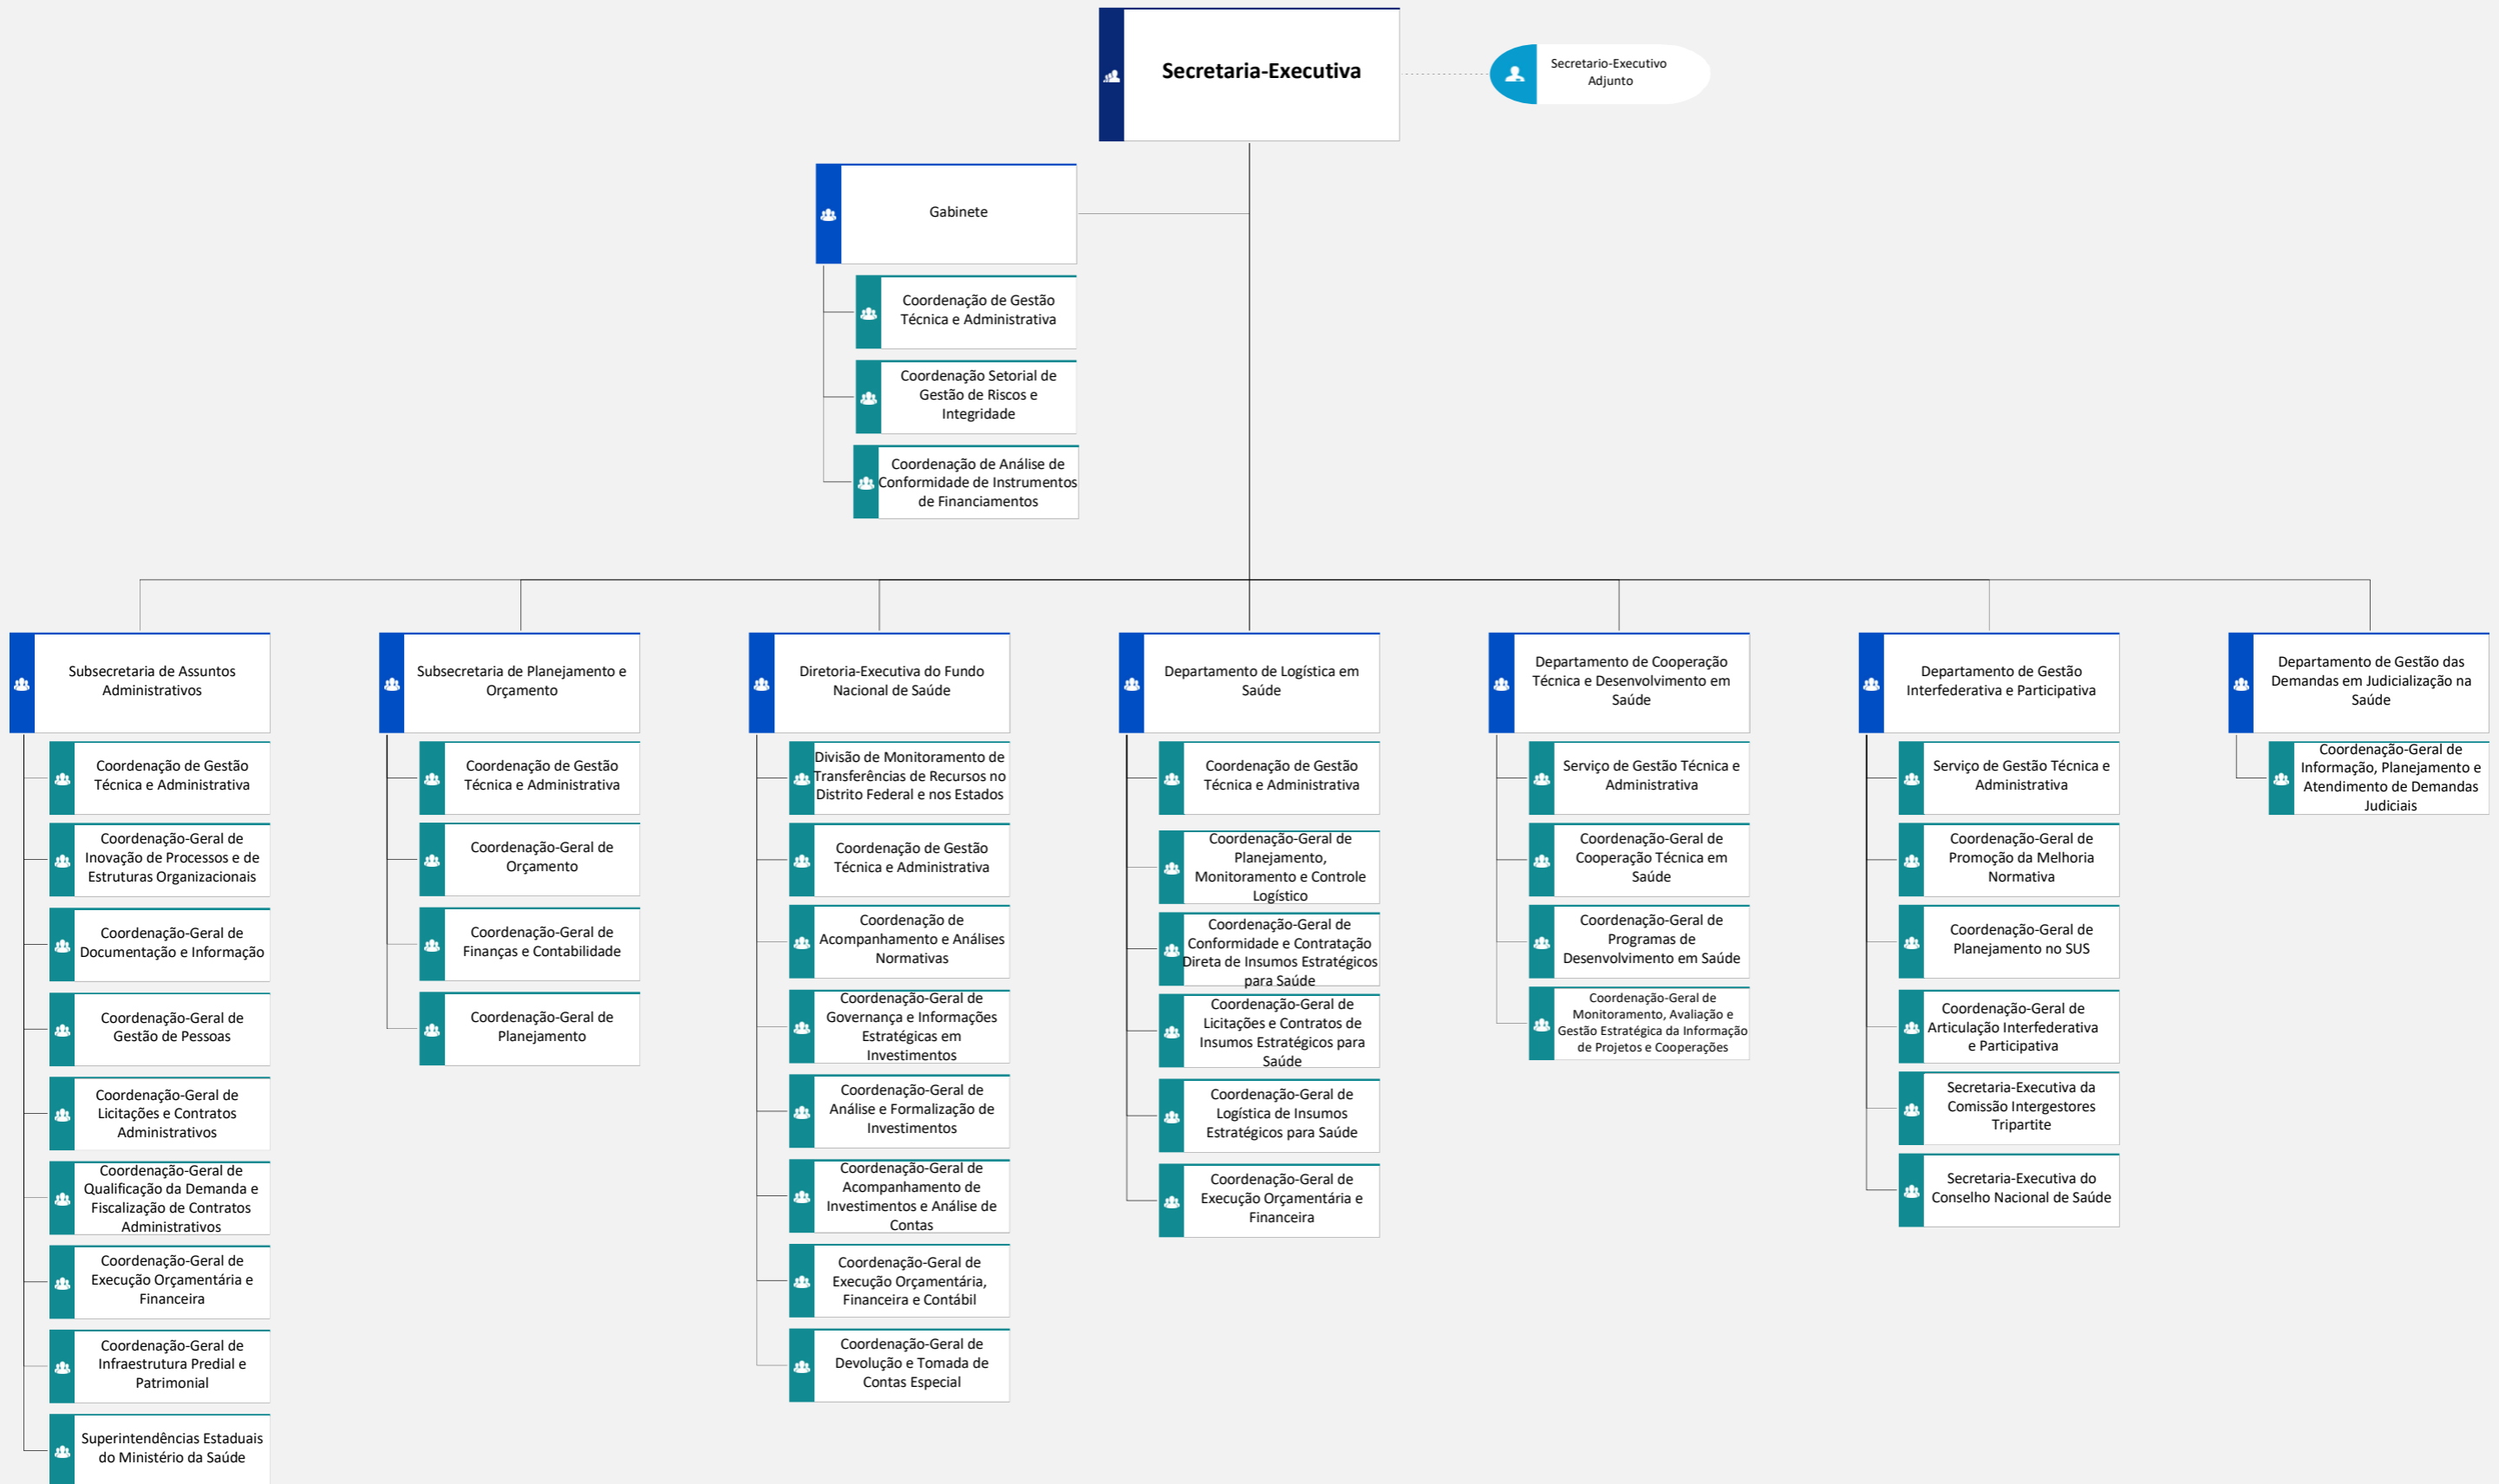 Secretaria-Executiva
Secretario-Executivo
Adjunto
Gabinete
Coordenação de Gestão
Técnica e Administrativa
Coordenação Setorial de
Gestão de Riscos e
Integridade
Coordenação de Análise de
Conformidade de Instrumentos
de Financiamentos
Subsecretaria de Assuntos
Administrativos
Coordenação de Gestão
Técnica e Administrativa
Coordenação-Geral de
Inovação de Processos e de
Estruturas Organizacionais
Coordenação-Geral de
Documentação e Informação
Coordenação-Geral de
Gestão de Pessoas
Coordenação-Geral de
Licitações e Contratos
Administrativos
Coordenação-Geral de
Qualificação da Demanda e
Fiscalização de Contratos
Administrativos
Coordenação-Geral de
Execução Orçamentária e
Financeira
Coordenação-Geral de
Infraestrutura Predial e
Patrimonial
Superintendências Estaduais
do Ministério da Saúde
Subsecretaria de Planejamento e
Orçamento
Coordenação de Gestão
Técnica e Administrativa
Coordenação-Geral de
Orçamento
Coordenação-Geral de
Finanças e Contabilidade
Coordenação-Geral de
Planejamento
Diretoria-Executiva do Fundo
Nacional de Saúde
Divisão de Monitoramento de
Transferências de Recursos no
Distrito Federal e nos Estados
Coordenação de Gestão
Técnica e Administrativa
Coordenação de
Acompanhamento e Análises
Normativas
Coordenação-Geral de
Governança e Informações
Estratégicas em
Investimentos
Coordenação-Geral de
Análise e Formalização de
Investimentos
Coordenação-Geral de
Acompanhamento de
Investimentos e Análise de
Contas
Coordenação-Geral de
Execução Orçamentária,
Financeira e Contábil
Coordenação-Geral de
Devolução e Tomada de
Contas Especial
Departamento de Logística em
Saúde
Coordenação de Gestão
Técnica e Administrativa
Coordenação-Geral de
Planejamento,
Monitoramento e Controle
Logístico
Coordenação-Geral de
Conformidade e Contratação
Direta de Insumos Estratégicos
para Saúde
Coordenação-Geral de
Licitações e Contratos de
Insumos Estratégicos para
Saúde
Coordenação-Geral de
Logística de Insumos
Estratégicos para Saúde
Coordenação-Geral de
Execução Orçamentária e
Financeira
Departamento de Cooperação
Técnica e Desenvolvimento em
Saúde
Serviço de Gestão Técnica e
Administrativa
Coordenação-Geral de
Cooperação Técnica em
Saúde
Coordenação-Geral de
Programas de
Desenvolvimento em Saúde
Coordenação-Geral de
Monitoramento, Avaliação e
Gestão Estratégica da Informação
de Projetos e Cooperações
Departamento de Gestão
Interfederativa e Participativa
Serviço de Gestão Técnica e
Administrativa
Coordenação-Geral de
Promoção da Melhoria
Normativa
Coordenação-Geral de
Planejamento no SUS
Coordenação-Geral de
Articulação Interfederativa
e Participativa
Secretaria-Executiva da
Comissão Intergestores
Tripartite
Secretaria-Executiva do
Conselho Nacional de Saúde
Departamento de Gestão das
Demandas em Judicialização na
Saúde
Coordenação-Geral de
Informação, Planejamento e
Atendimento de Demandas
Judiciais